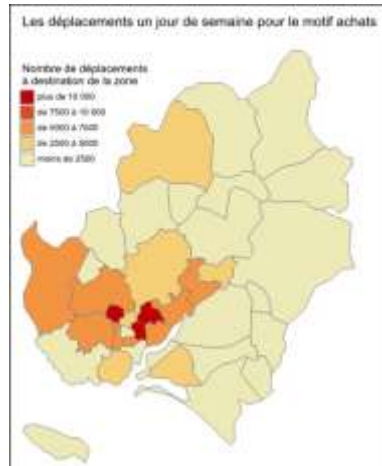 Les déplacements un jour de semaine pour le motif achats
Nombre de déplacements
à destination de la zone
plus de 10 000
de 7500 à 10 000
de 5000 à 7500
de 2500 à 5000
moins de 2500